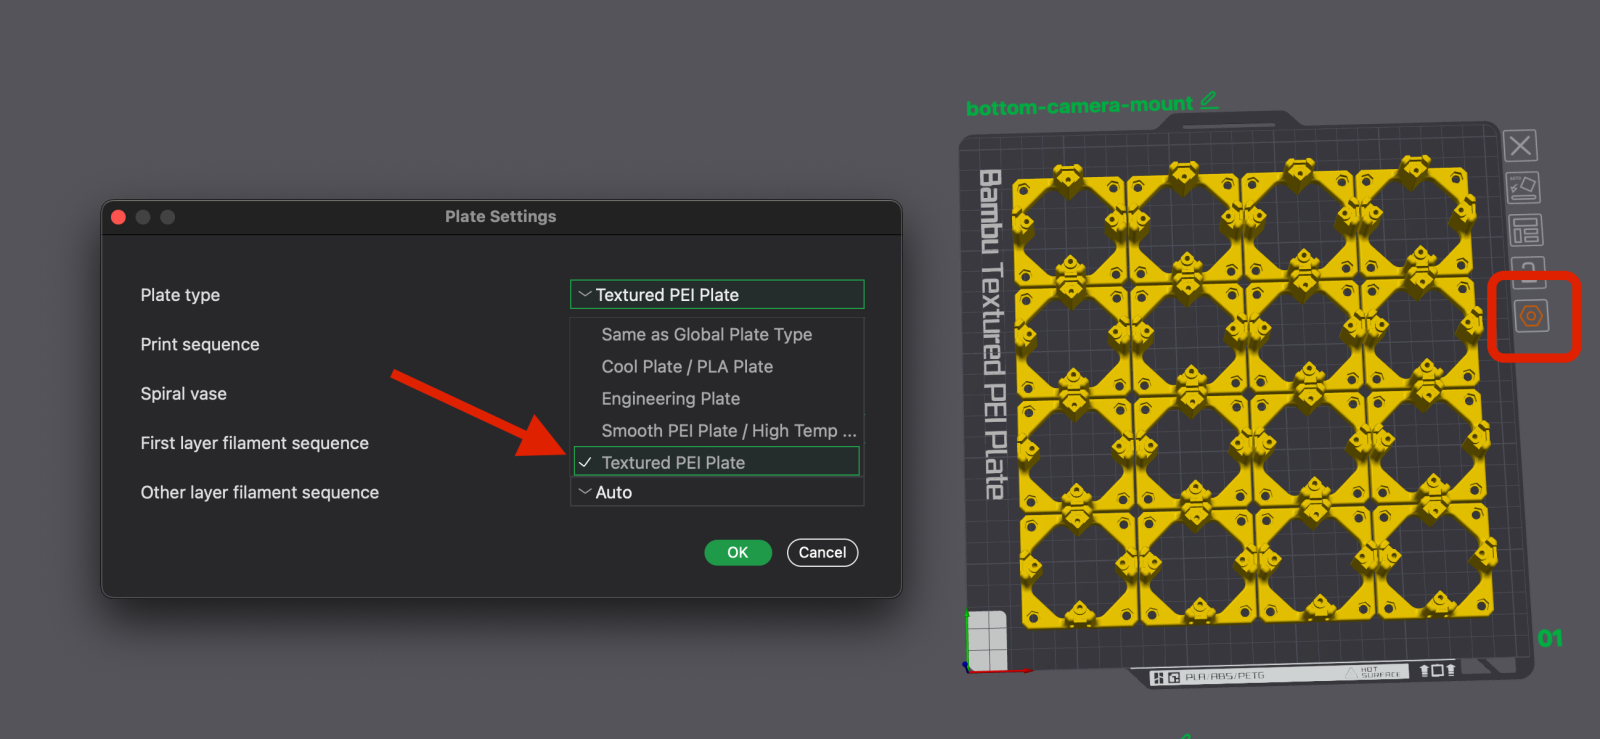 Plate Settings
Plate type
Textured PEI Plate
Same as Global Plate Type
Cool Plate / PLA Plate
Engineering Plate
Smooth PEI Plate / High Temp ...
Textured PEI Plate
Print sequence
Spiral vase
First layer filament sequence
Other layer filament sequence
Auto
OK
Cancel
bottom-camera-mount
Bambu Textured PEI Plate
01
PLA/ABS/PETG
HOT
SURFACE